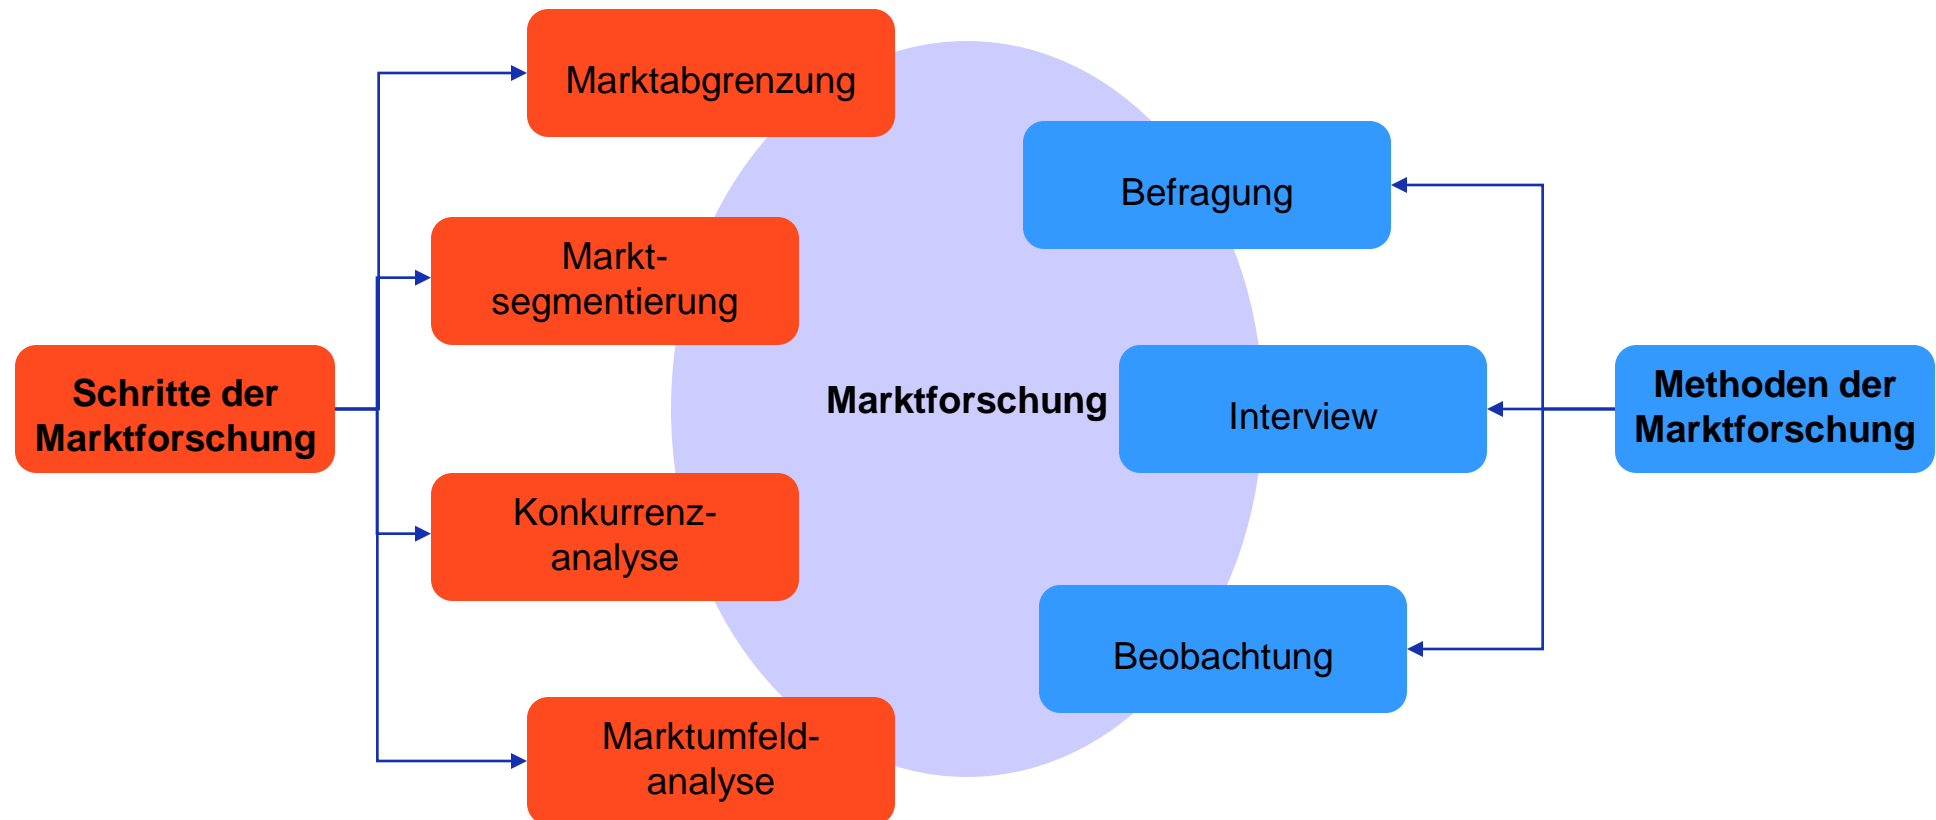 Marktabgrenzung
Markt-
segmentierung
Schritte der
Marktforschung
Konkurrenz-
analyse
Marktumfeld-
analyse
Marktforschung
Befragung
Interview
Beobachtung
Methoden der
Marktforschung